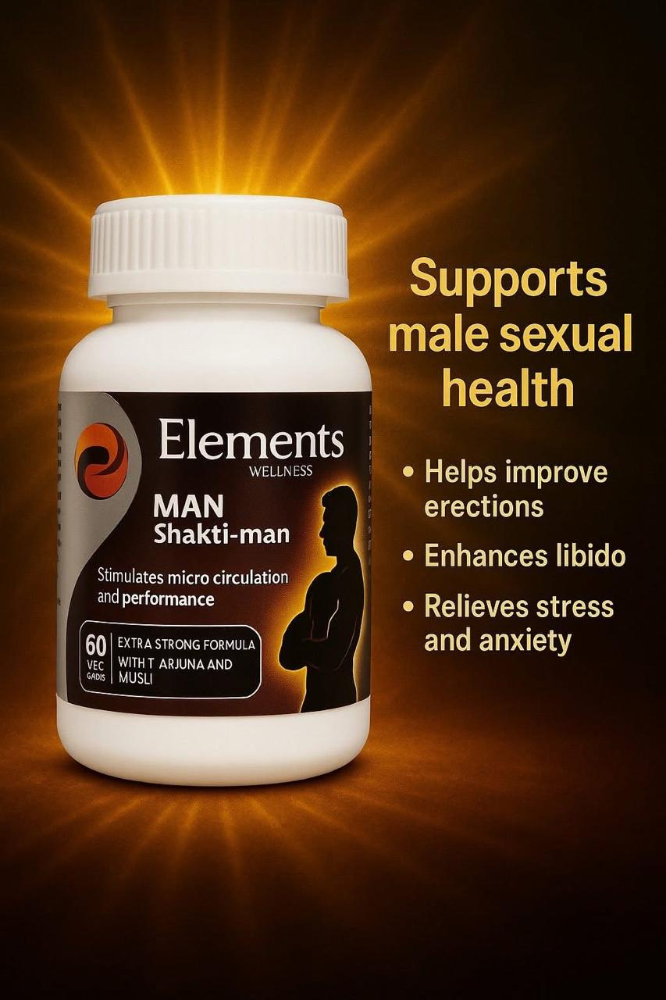 Elements
WELLNESS
MAN
Shakti-man
Stimulates micro circulation
and performance
60
VEC
GADIS
EXTRA STRONG FORMULA
WITH T ARJUNA AND
MUSLI
Supports
male sexual
health
• Helps improve
erections
• Enhances libido
• Relieves stress
and anxiety